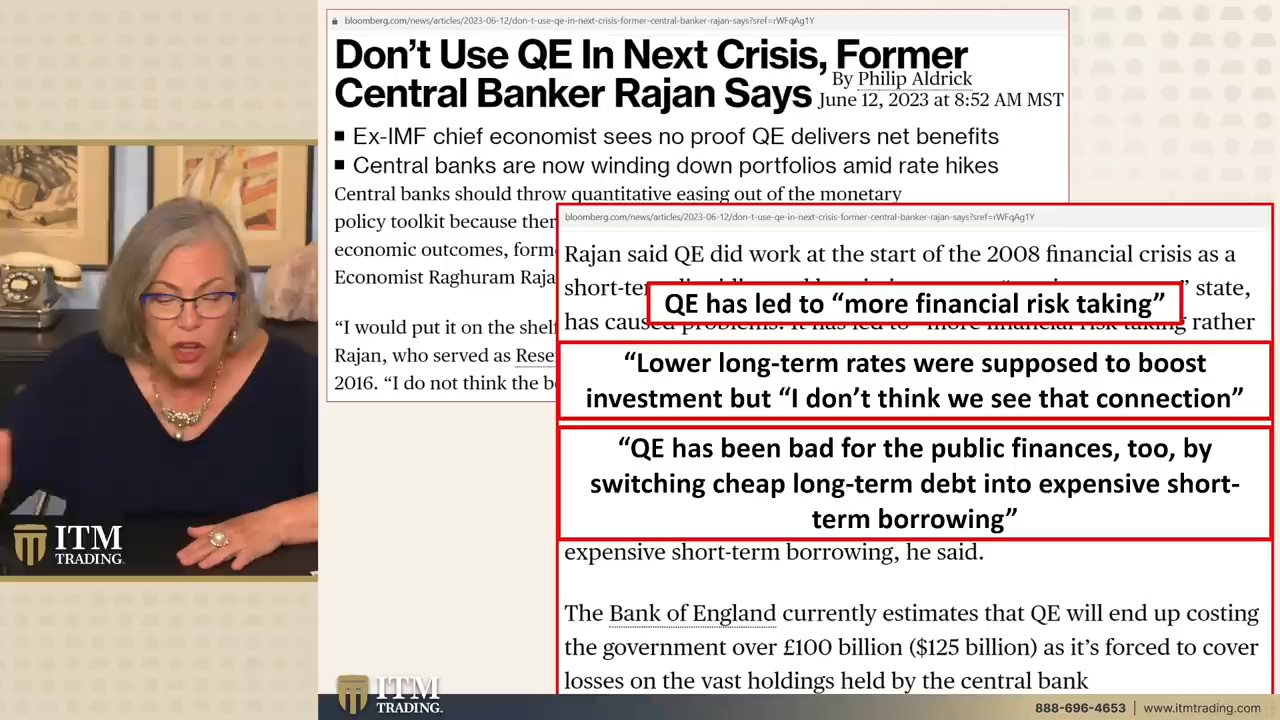 bloomberg.com/news/articles/2023-06-12/don-t-use-qe-in-next-crisis-former-central-banker-rajan-says?sref=rWFqAg1Y
Don't Use QE In Next Crisis, Former
Central Banker Rajan Says
By Philip Aldrick
June 12, 2023 at 8:52 AM MST
■ Ex-IMF chief economist sees no proof QE delivers net benefits
■ Central banks are now winding down portfolios amid rate hikes
Central banks should throw quantitative easing out of the monetary
policy toolkit because ther
economic outcomes, form
Economist Raghuram Raja
“I would put it on the shelf
Rajan, who served as Rese
2016. “I do not think the b
bloomberg.com/news/articles/2023-06-12/don-t-use-qe-in-next-crisis-former-central-banker-rajan-says?sref=rWFqAg1Y
Rajan said QE did work at the start of the 2008 financial crisis as a
short-ter ” state,
QE has led to “more financial risk taking”
has caused problems. It has led to “more financial risk taking rather
“Lower long-term rates were supposed to boost
investment but “I don’t think we see that connection”
“QE has been bad for the public finances, too, by
switching cheap long-term debt into expensive short-
term borrowing”
expensive short-term borrowing, he said.
The Bank of England currently estimates that QE will end up costing
the government over £100 billion ($125 billion) as it’s forced to cover
losses on the vast holdings held by the central bank
ITM
TRADING.
ITM
TRADING.
888-696-4653 | www.itmtrading.com